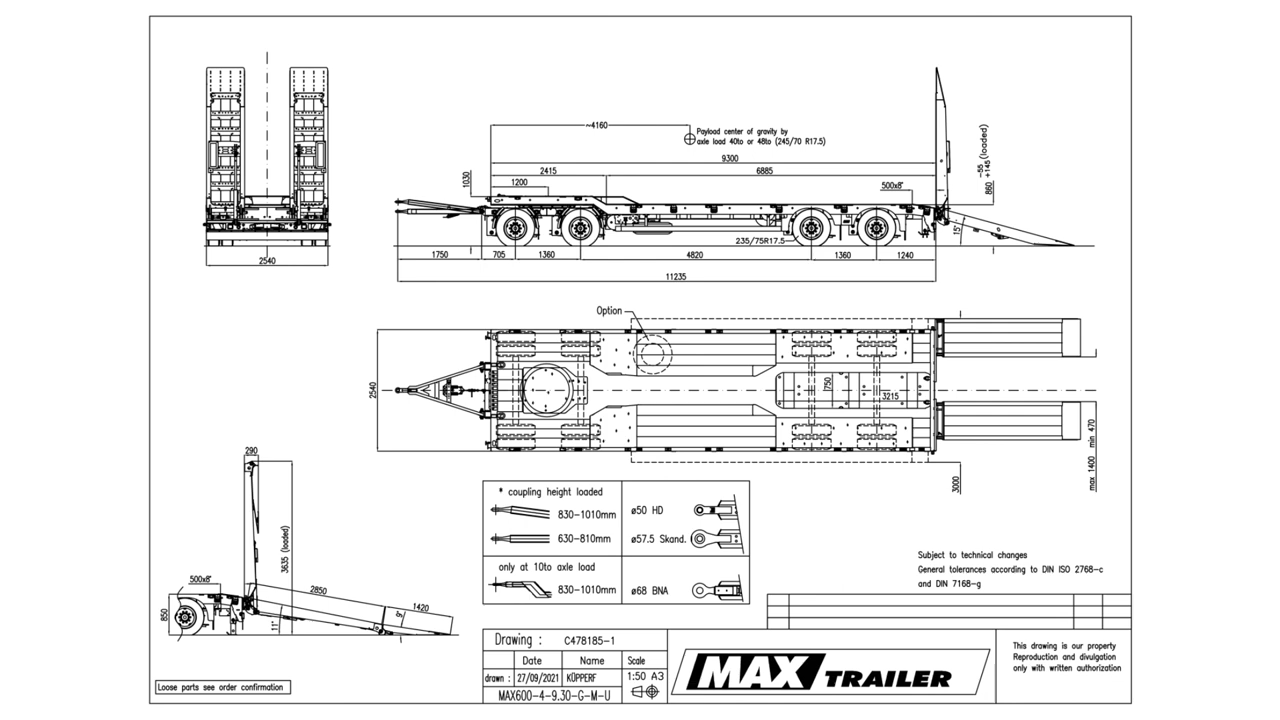 ~4160
Payload center of gravity by
axle load 40to or 48to (245/70 R17.5)
9300
2415
6885
1200
1030
500x8°
860 -55 +145 (loaded)
235/75R17.5
15°
2540
1750
705
1360
4820
1360
1240
11235
Option
2540
750
3215
3000
max 1400 min 470
290
3635 (loaded)
500x8°
2850
1420
850
11°
9°
* coupling height loaded
830-1010mm
630-810mm
only at 10to axle load
830-1010mm
ø50 HD
ø57.5 Skand.
ø68 BNA
Subject to technical changes
General tolerances according to DIN ISO 2768-c
and DIN 7168-g
Drawing : C478185-1
Date Name Scale
drawn : 27/09/2021 KÜPPERF 1:50 A3
MAX600-4-9.30-G-M-U
MAX TRAILER
This drawing is our property
Reproduction and divulgation
only with written authorization
Loose parts see order confirmation